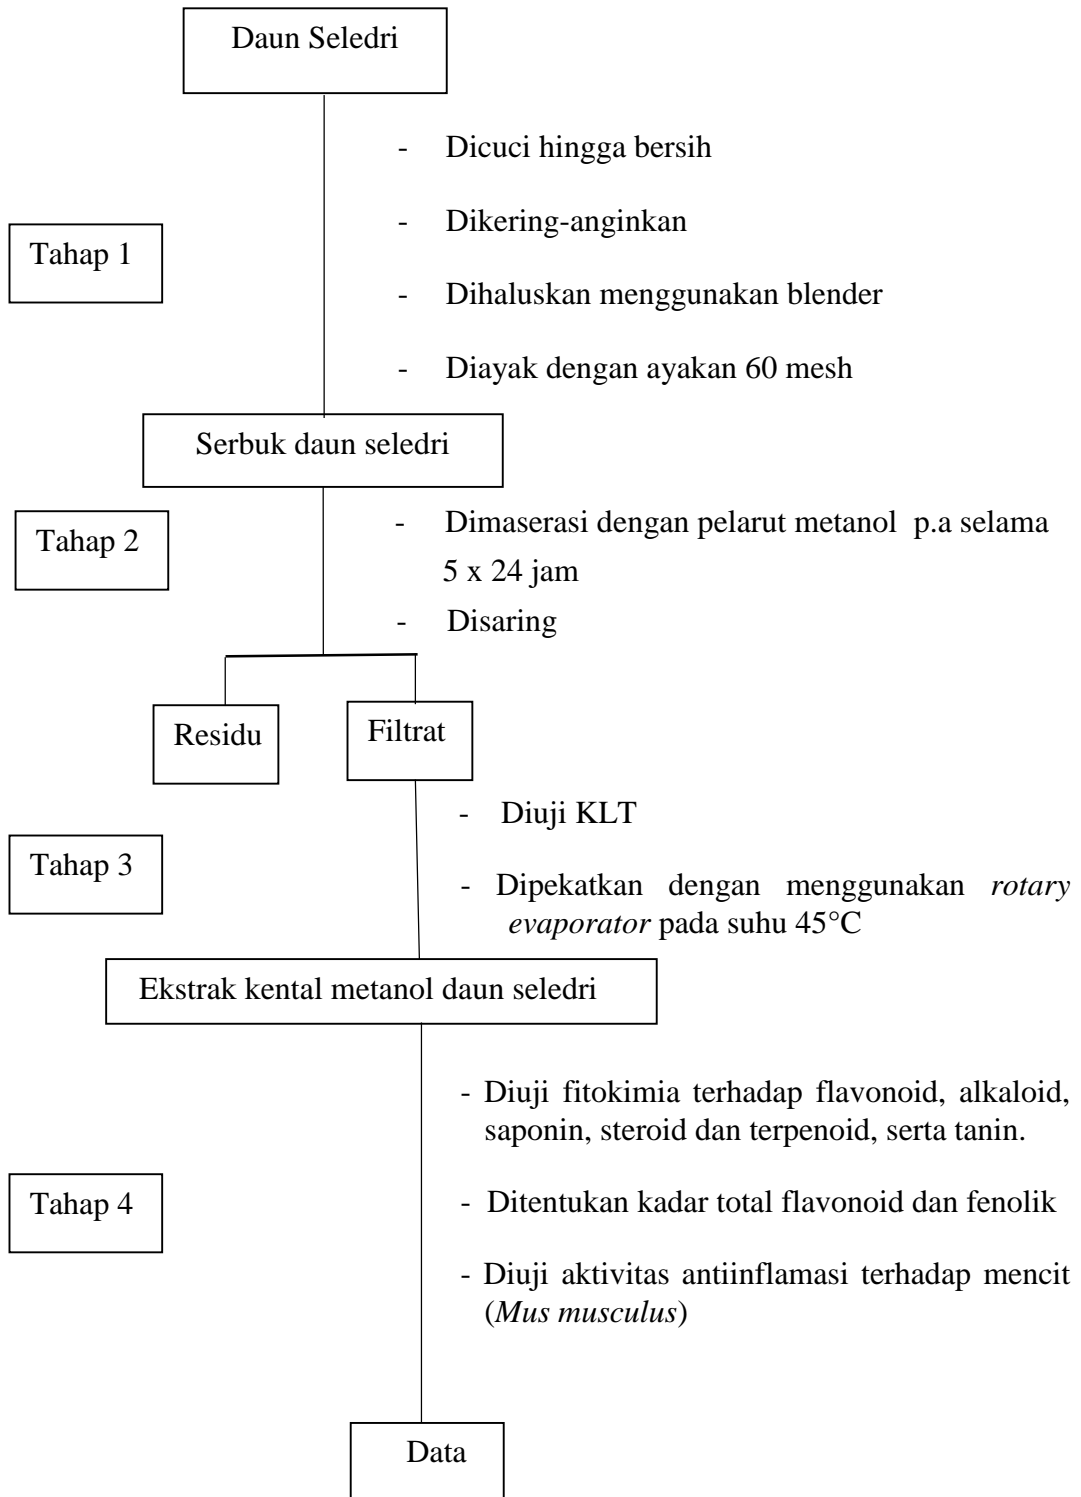 Daun Seledri
- Dicuci hingga bersih
- Dikering-anginkan
Tahap 1
- Dihaluskan menggunakan blender
- Diayak dengan ayakan 60 mesh
Serbuk daun seledri
Tahap 2
- Dimaserasi dengan pelarut metanol p.a selama
5 x 24 jam
- Disaring
Residu
Filtrat
- Diuji KLT
Tahap 3
- Dipekatkan dengan menggunakan rotary
evaporator pada suhu 45°C
Ekstrak kental metanol daun seledri
- Diuji fitokimia terhadap flavonoid, alkaloid,
saponin, steroid dan terpenoid, serta tanin.
Tahap 4
- Ditentukan kadar total flavonoid dan fenolik
- Diuji aktivitas antiinflamasi terhadap mencit
(Mus musculus)
Data